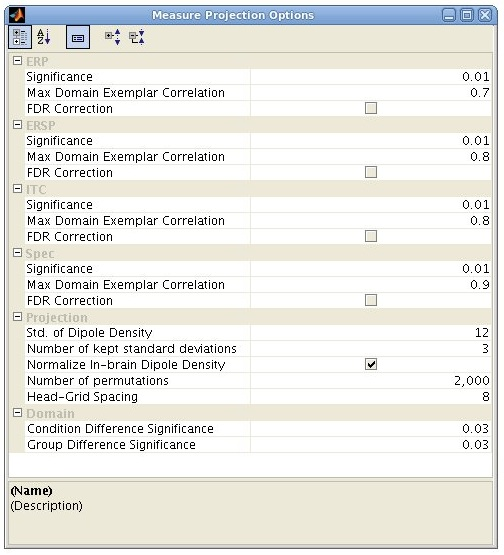 Measure Projection Options
ERP
Significance 0.01
Max Domain Exemplar Correlation 0.7
FDR Correction
ERSP
Significance 0.01
Max Domain Exemplar Correlation 0.8
FDR Correction
ITC
Significance 0.01
Max Domain Exemplar Correlation 0.8
FDR Correction
Spec
Significance 0.01
Max Domain Exemplar Correlation 0.9
FDR Correction
Projection
Std. of Dipole Density 12
Number of kept standard deviations 3
Normalize In-brain Dipole Density
Number of permutations 2,000
Head-Grid Spacing 8
Domain
Condition Difference Significance 0.03
Group Difference Significance 0.03
(Name)
(Description)